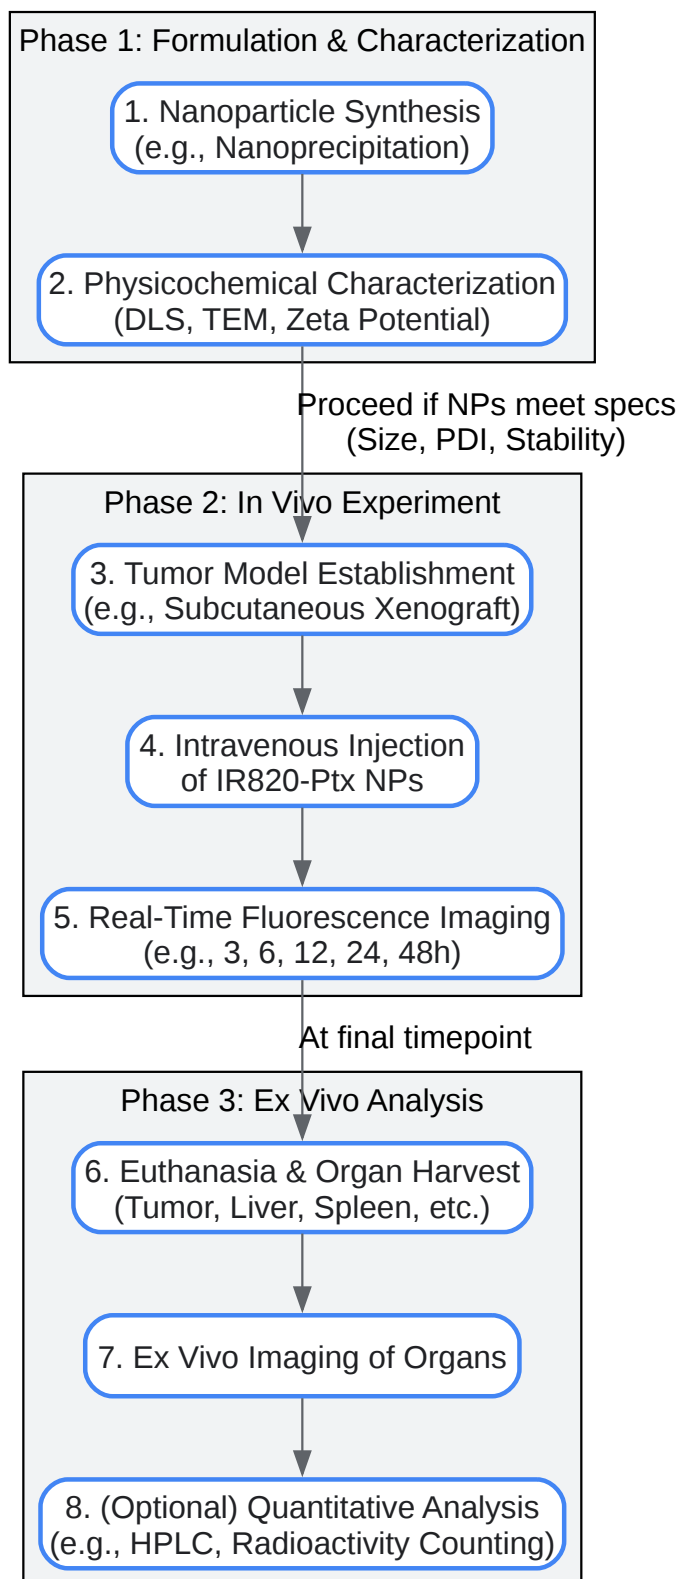 Phase 1: Formulation & Characterization
1. Nanoparticle Synthesis
(e.g., Nanoprecipitation)
2. Physicochemical Characterization
(DLS, TEM, Zeta Potential)
Proceed if NPs meet specs
(Size, PDI, Stability)
Phase 2: In Vivo Experiment
3. Tumor Model Establishment
(e.g., Subcutaneous Xenograft)
4. Intravenous Injection
of IR820-Ptx NPs
5. Real-Time Fluorescence Imaging
(e.g., 3, 6, 12, 24, 48h)
At final timepoint
Phase 3: Ex Vivo Analysis
6. Euthanasia & Organ Harvest
(Tumor, Liver, Spleen, etc.)
7. Ex Vivo Imaging of Organs
8. (Optional) Quantitative Analysis
(e.g., HPLC, Radioactivity Counting)